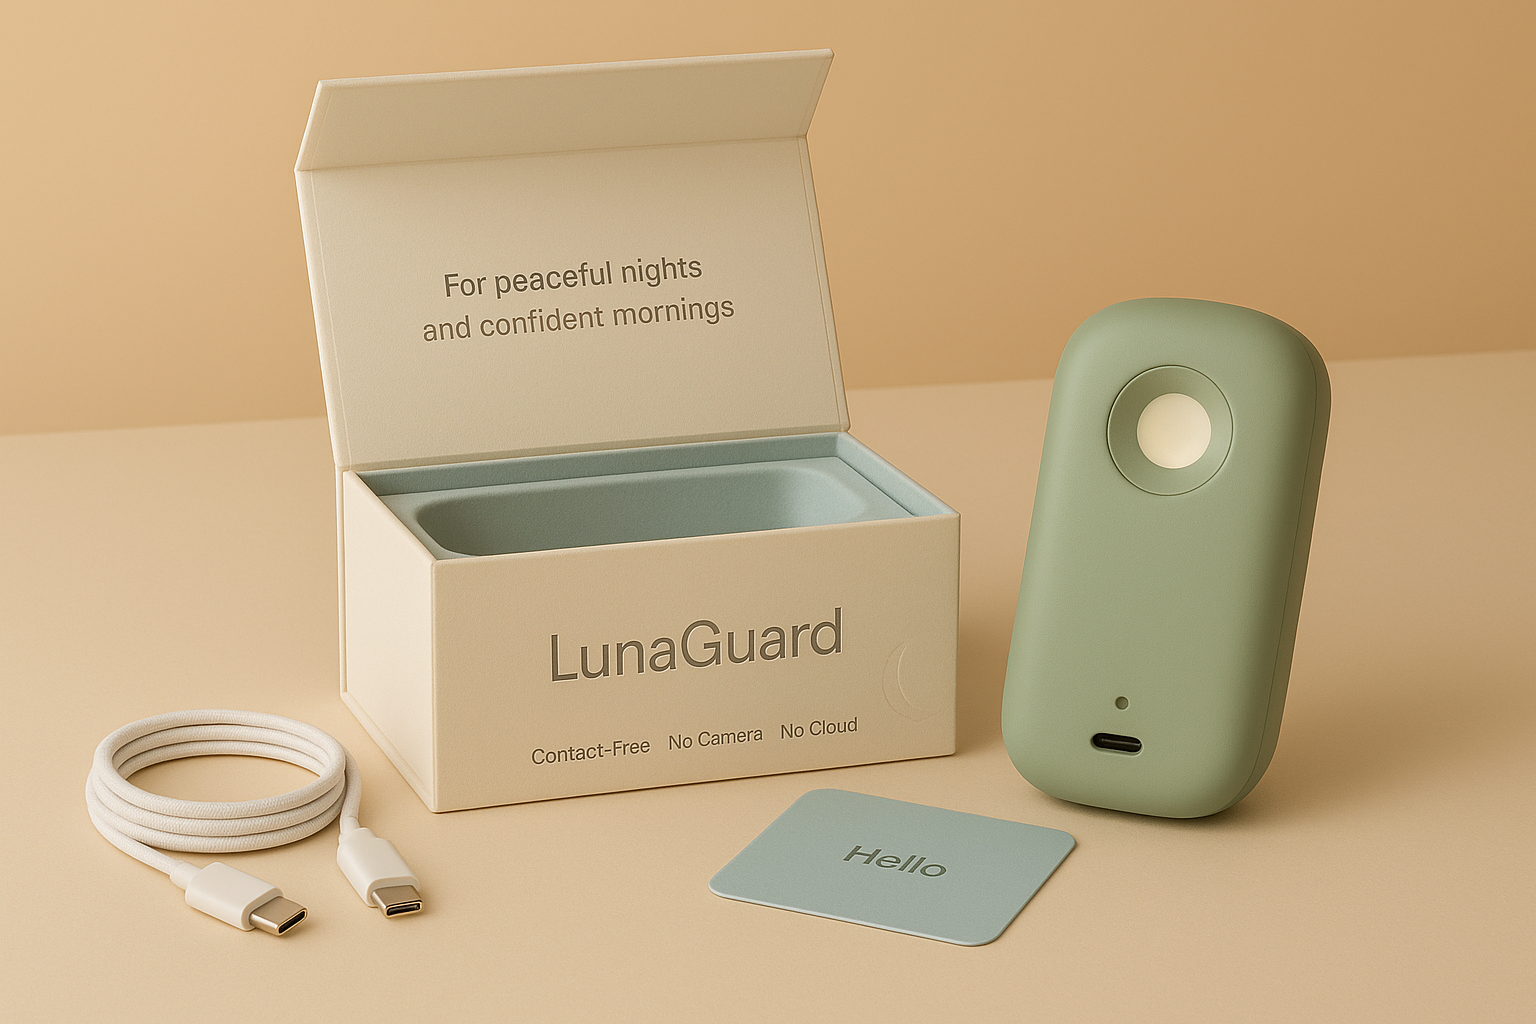 For peaceful nights
and confident mornings
LunaGuard
Contact-Free No Camera No Cloud
Hello